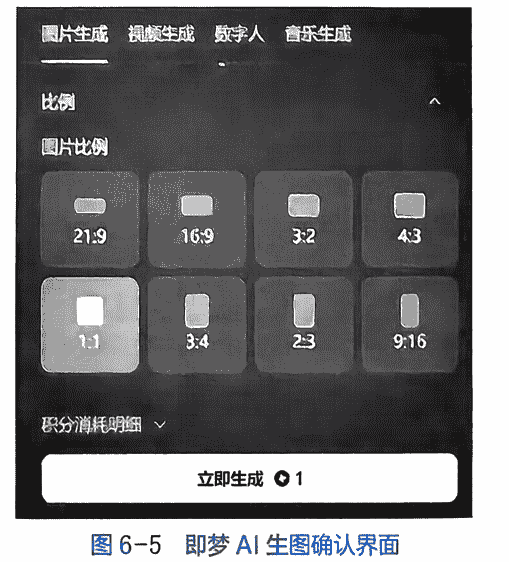 图片生成 视频生成 数字人 音乐生成
比例
图片比例
21:9 16:9 3:2 4:3
1:1 3:4 2:3 9:16
积分消耗明细
立即生成 1
图 6-5 即梦 AI 生图确认界面